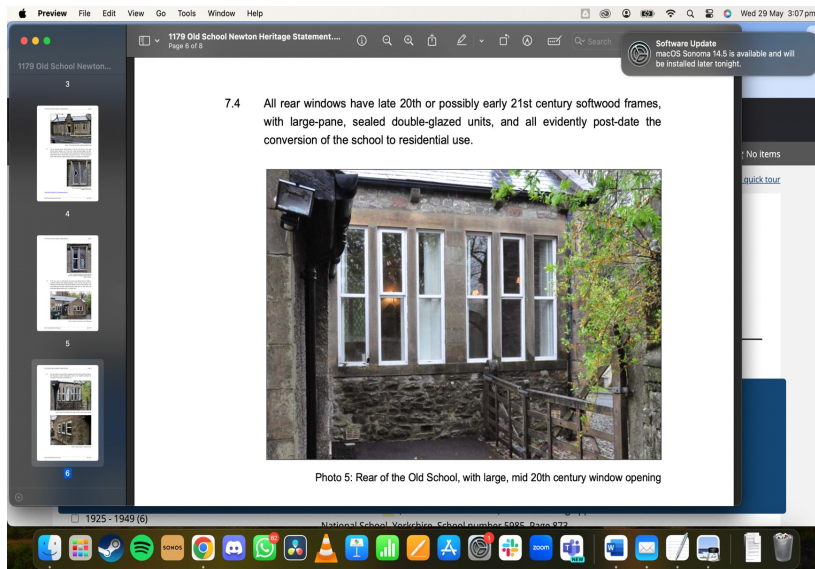 Preview File Edit View Go Tools Window Help
Wed 29 May 3:07 pm
1179 Old School Newton...
3
4
5
6
1179 Old School Newton Heritage Statement....
Page 6 of 8
Search
Software Update
macOS Sonoma 14.5 is available and will
be installed later tonight.
No items
quick tour
7.4 All rear windows have late 20th or possibly early 21st century softwood frames,
with large-pane, sealed double-glazed units, and all evidently post-date the
conversion of the school to residential use.
Photo 5: Rear of the Old School, with large, mid 20th century window opening
1925 - 1949 (6)
National School, Yorkshire, School number 5985, Page 873
SONOS
82
1
zoom
NEW
W